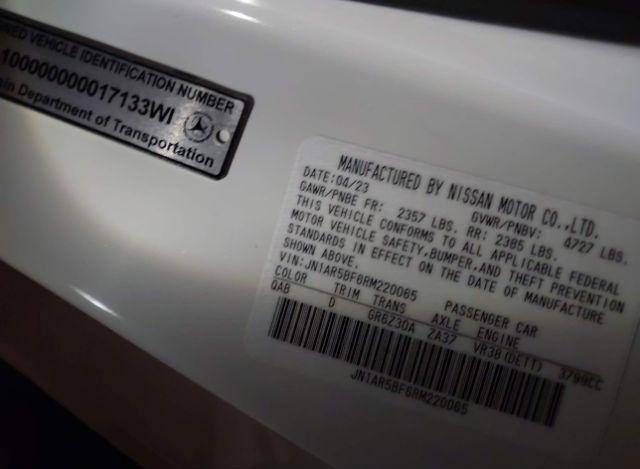 RED VEHICLE IDENTIFICATION NUMBER
100000000017133WI
in Department of Transportation
MANUFACTURED BY NISSAN MOTOR CO.,LTD.
DATE:04/23 GVWR/PNBV: 4727 LBS.
GAWR/PNBE FR: 2357 LBS. RR: 2385 LBS.
THIS VEHICLE CONFORMS TO ALL APPLICABLE FEDERAL
MOTOR VEHICLE SAFETY,BUMPER,AND THEFT PREVENTION
STANDARDS IN EFFECT ON THE DATE OF MANUFACTURE
SHOWN ABOVE.
VIN:JN1AR5BF6RM220065 PASSENGER CAR
COLOR TRIM TRANS AXLE ENGINE
QAB D GR6Z30A ZA37 VR38(DETT) 3799CC
JN1AR5BF6RM220065